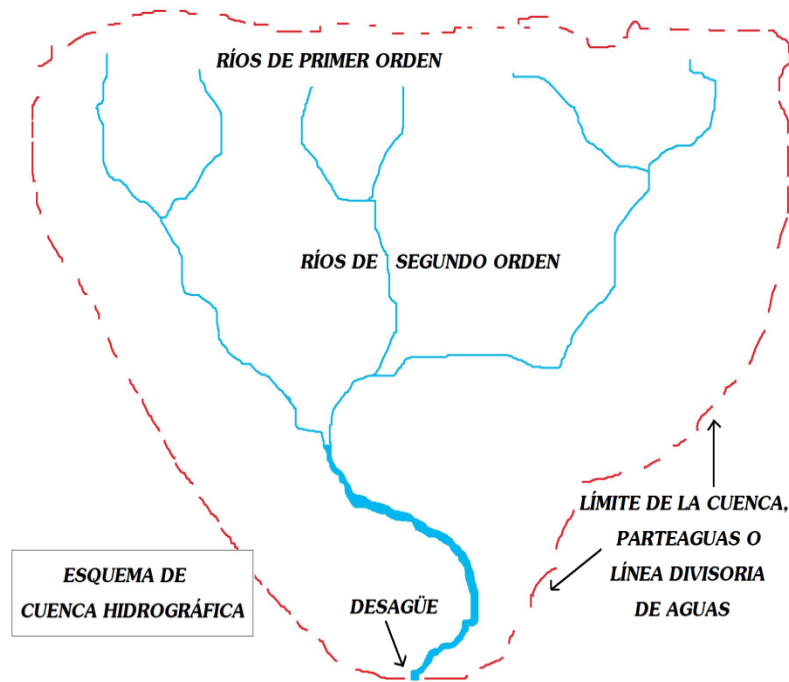 RÍOS DE PRIMER ORDEN
RÍOS DE SEGUNDO ORDEN
LÍMITE DE LA CUENCA,
PARTEAGUAS O
LÍNEA DIVISORIA
DE AGUAS
ESQUEMA DE
CUENCA HIDROGRÁFICA
DESAGÜE